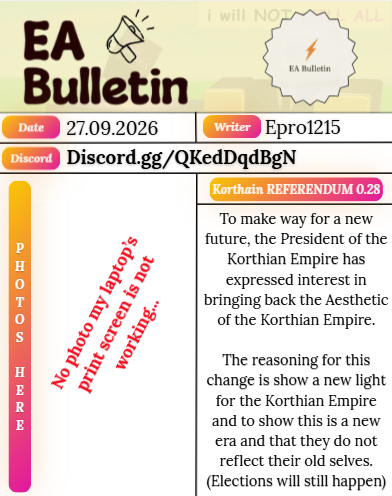 i will NOT KILL ALL
EA
Bulletin
EA Bulletin
Date 27.09.2026
Writer Epro1215
Discord Discord.gg/QKedDqdBgN
PHOTOS HERE
No photo my laptop's
print screen is not
working...
Korthain REFERENDUM 0.28
To make way for a new
future, the President of the
Korthian Empire has
expressed interest in
bringing back the Aesthetic
of the Korthian Empire.
The reasoning for this
change is show a new light
for the Korthian Empire
and to show this is a new
era and that they do not
reflect their old selves.
(Elections will still happen)